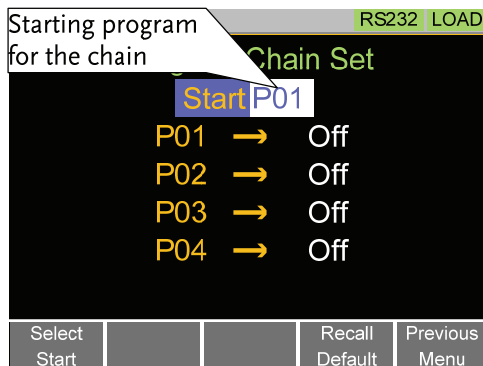 Starting program
for the chain
RS232 LOAD
Chain Set
Start P01
P01 → Off
P02 → Off
P03 → Off
P04 → Off
Select Start
Recall Default
Previous Menu